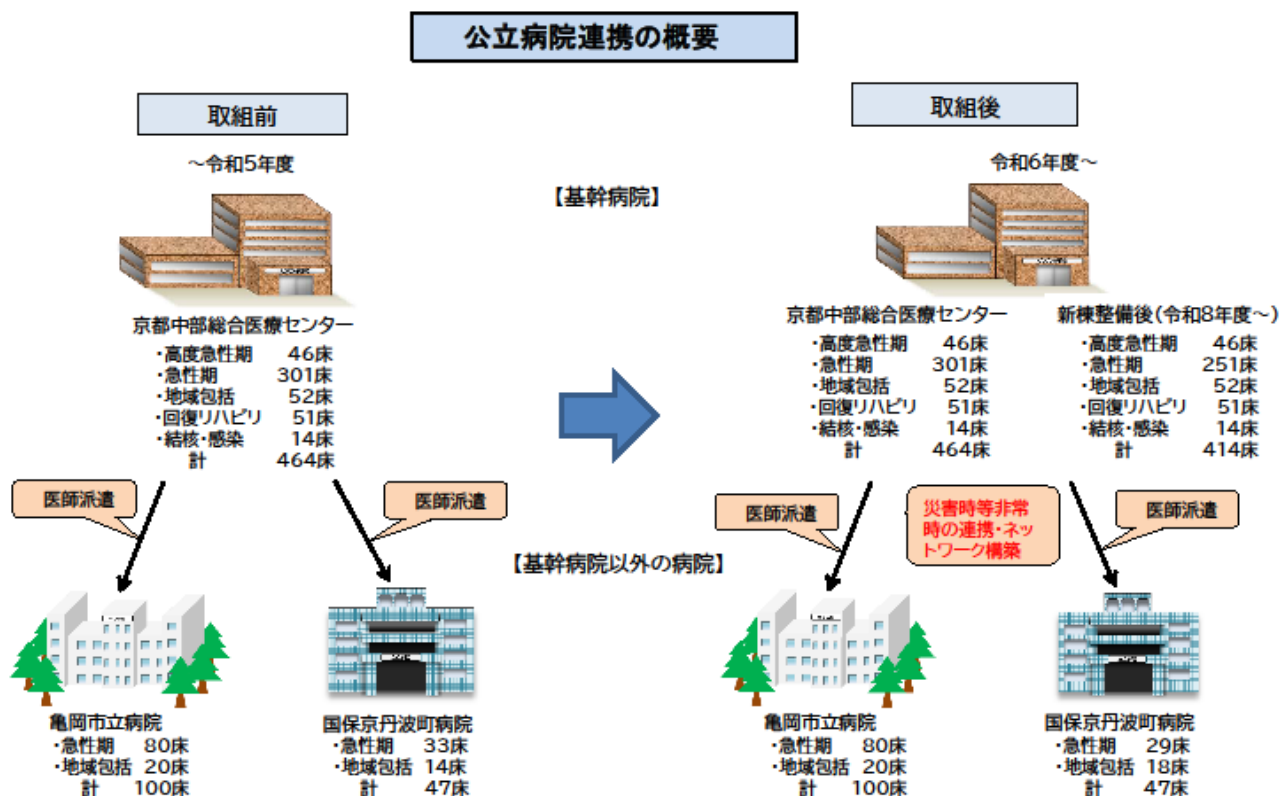 公立病院連携の概要
取組前
～令和5年度
【基幹病院】
京都中部総合医療センター
・高度急性期 46床
・急性期 301床
・地域包括 52床
・回復リハビリ 51床
・結核・感染 14床
計 464床
医師派遣
医師派遣
【基幹病院以外の病院】
亀岡市立病院
・急性期 80床
・地域包括 20床
計 100床
国保京丹波町病院
・急性期 33床
・地域包括 14床
計 47床
取組後
令和6年度～
京都中部総合医療センター
・高度急性期 46床
・急性期 301床
・地域包括 52床
・回復リハビリ 51床
・結核・感染 14床
計 464床
新棟整備後(令和8年度～)
・高度急性期 46床
・急性期 251床
・地域包括 52床
・回復リハビリ 51床
・結核・感染 14床
計 414床
医師派遣
災害時等非常
時の連携・ネッ
トワーク構築
医師派遣
亀岡市立病院
・急性期 80床
・地域包括 20床
計 100床
国保京丹波町病院
・急性期 29床
・地域包括 18床
計 47床